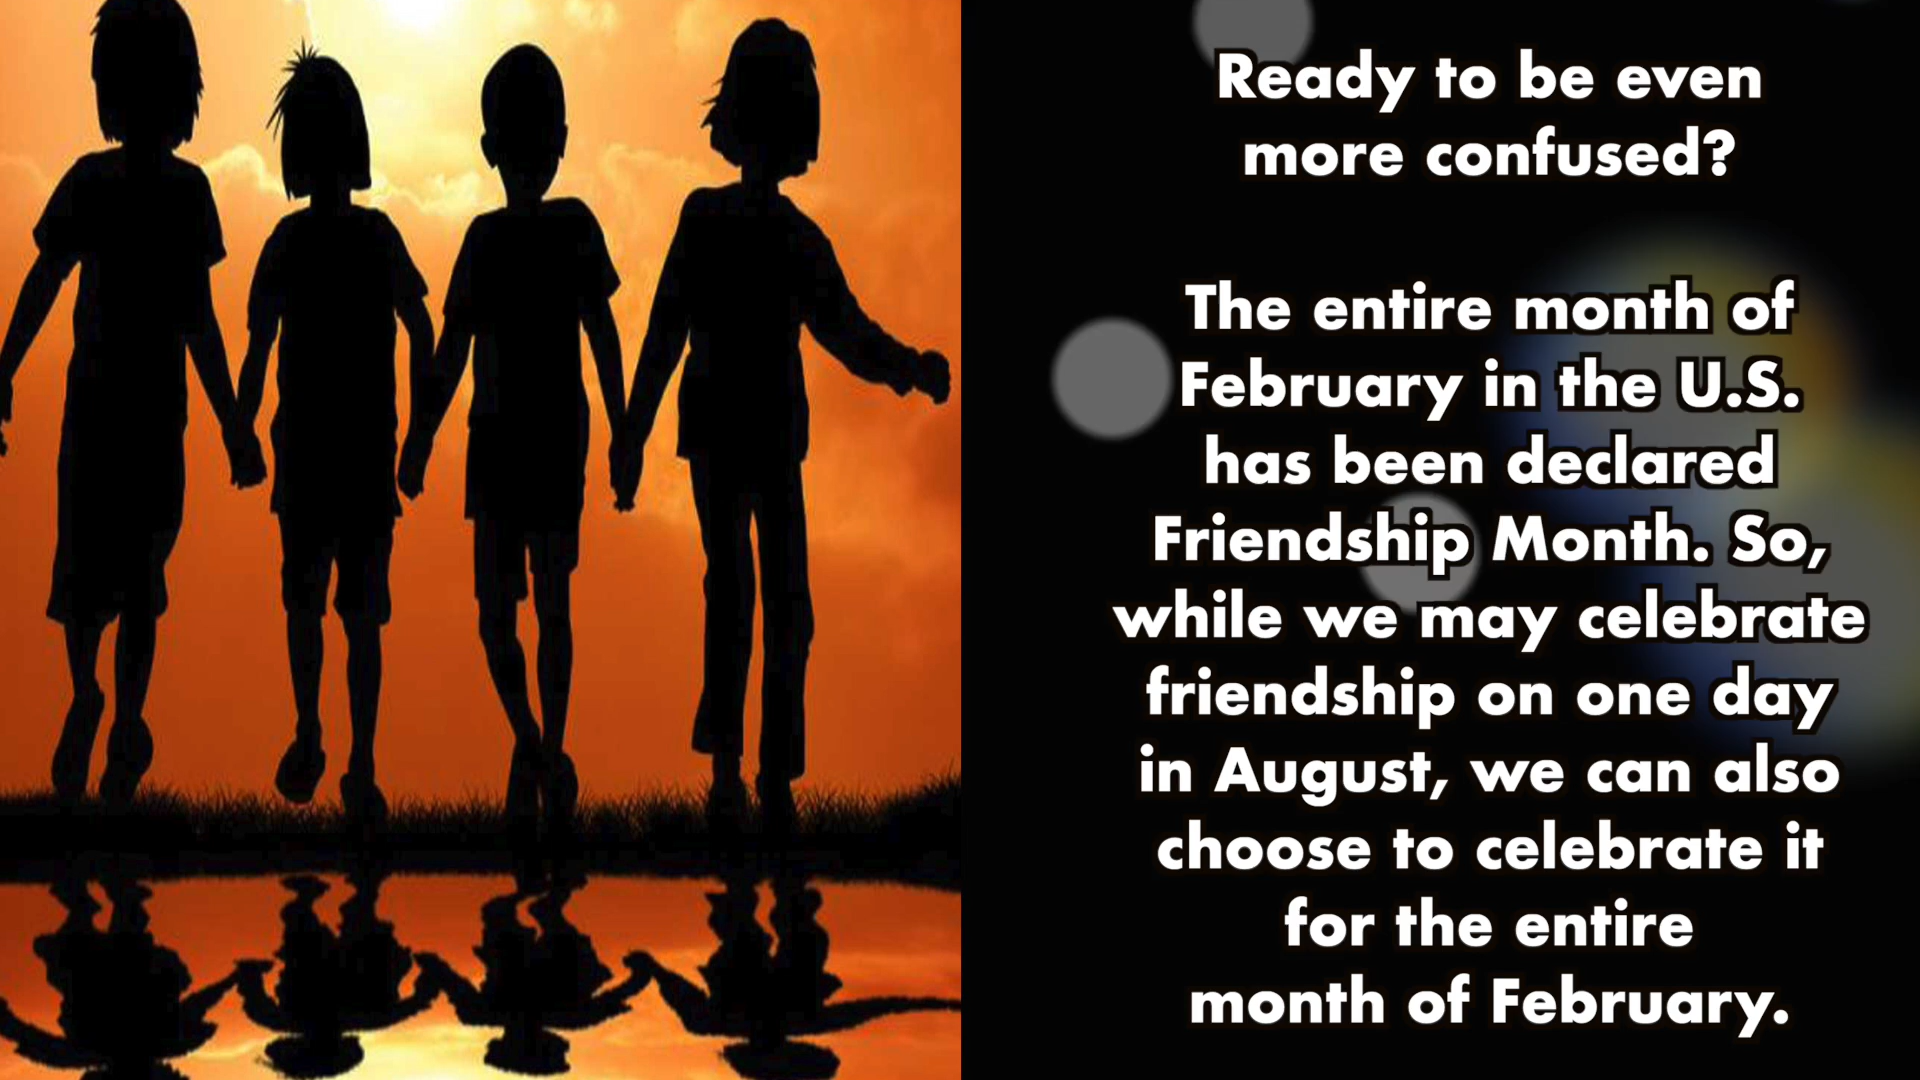 Ready to be even
more confused?
The entire month of
February in the U.S.
has been declared
Friendship Month. So,
while we may celebrate
friendship on one day
in August, we can also
choose to celebrate it
for the entire
month of February.